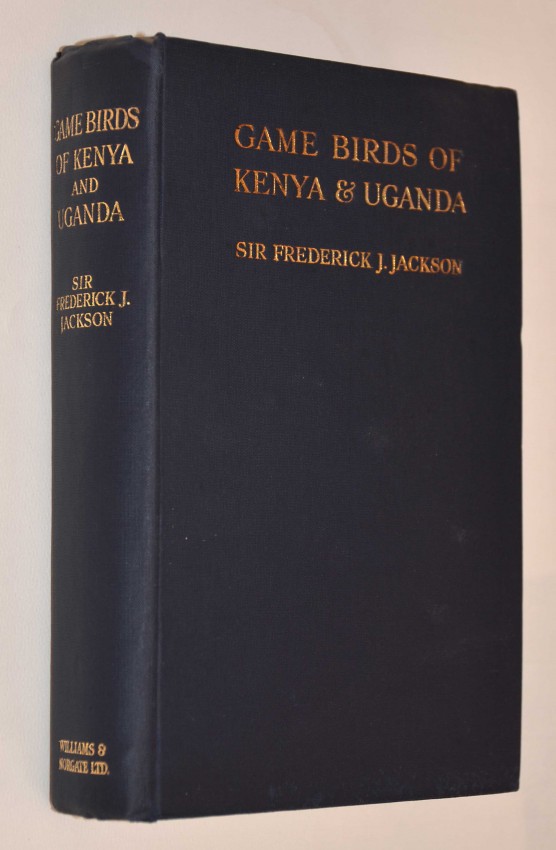 GAME BIRDS
OF KENYA
AND
UGANDA
SIR
FREDERICK J.
JACKSON
WILLIAMS &
NORGATE LTD.
GAME BIRDS OF
KENYA & UGANDA
SIR FREDERICK J. JACKSON